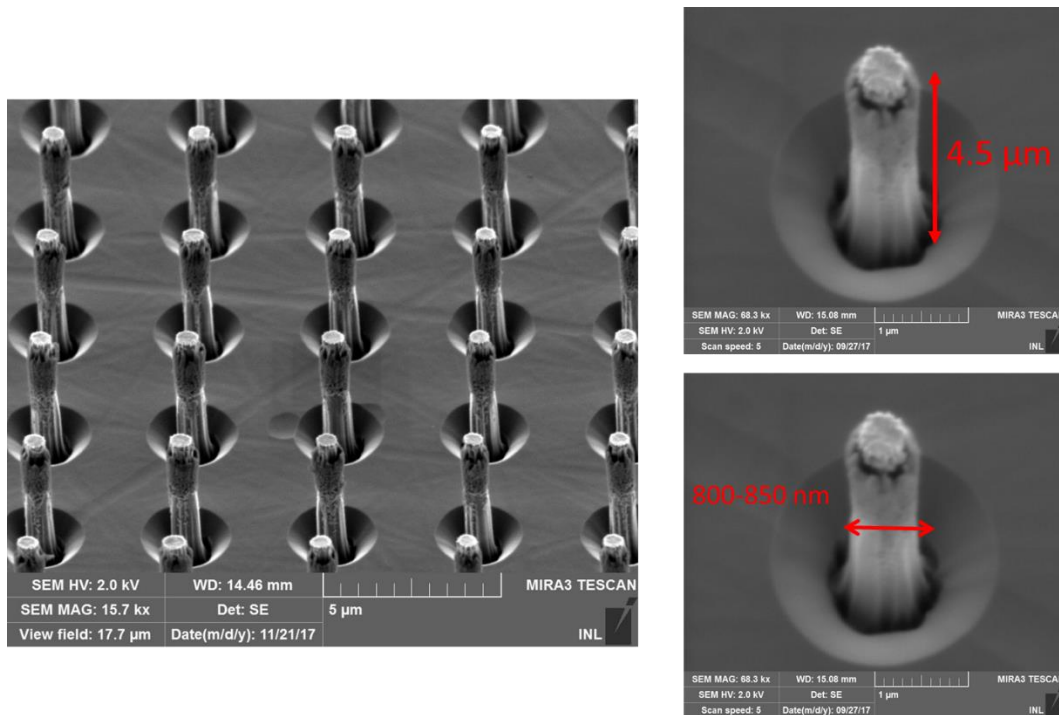 SEM HV: 2.0 kV WD: 14.46 mm MIRA3 TESCAN
SEM MAG: 15.7 kx Det: SE 5 µm
View field: 17.7 µm Date(m/d/y): 11/21/17 INL
4.5 µm
SEM MAG: 68.3 kx WD: 15.08 mm MIRA3 TESCAN
SEM HV: 2.0 kV Det: SE 1 µm
Scan speed: 5 Date(m/d/y): 09/27/17 INL
800-850 nm
SEM MAG: 68.3 kx WD: 15.08 mm MIRA3 TESCAN
SEM HV: 2.0 kV Det: SE 1 µm
Scan speed: 5 Date(m/d/y): 09/27/17 INL